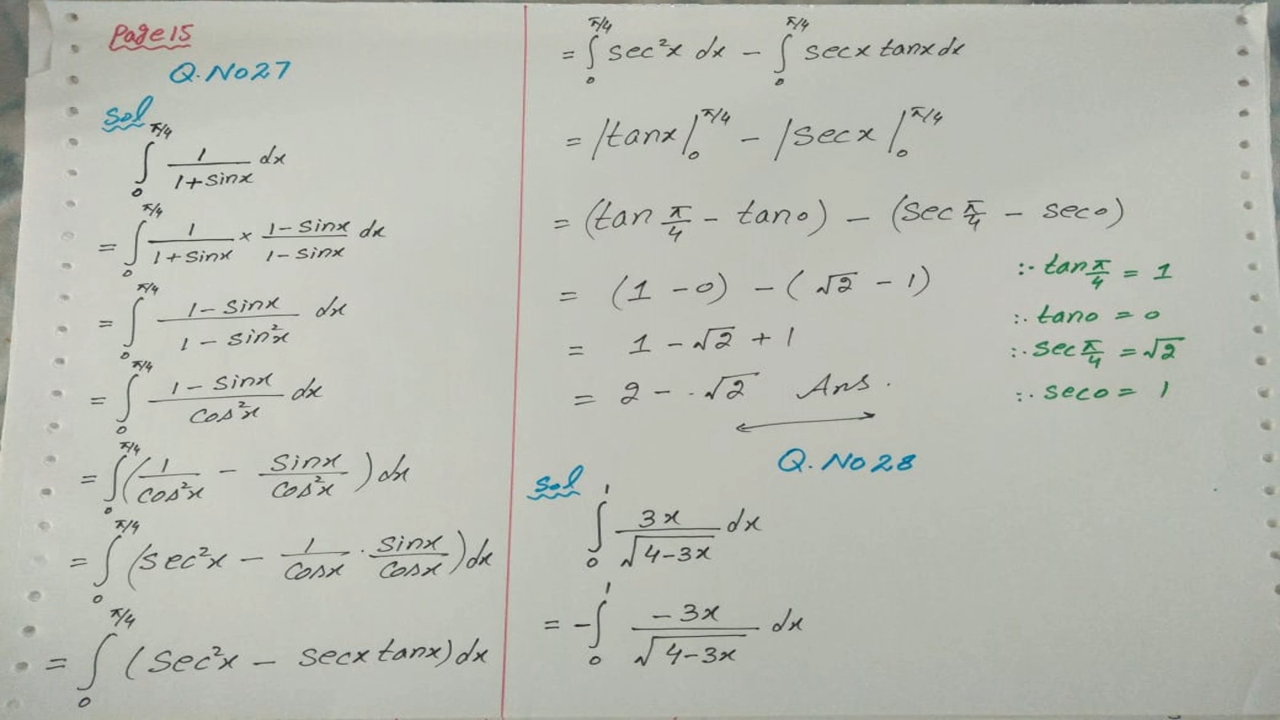 Page 15
Q.No 27
Sol
∫₀^{π/4} 1/(1+sinx) dx
= ∫₀^{π/4} 1/(1+sinx) × (1-sinx)/(1-sinx) dx
= ∫₀^{π/4} (1-sinx)/(1-sin²x) dx
= ∫₀^{π/4} (1-sinx)/(cos²x) dx
= ∫₀^{π/4} (1/cos²x - sinx/cos²x) dx
= ∫₀^{π/4} (sec²x - 1/cosx · sinx/cosx) dx
= ∫₀^{π/4} (sec²x - secx tanx) dx
= ∫₀^{π/4} sec²x dx - ∫₀^{π/4} secx tanx dx
= |tanx|₀^{π/4} - |secx|₀^{π/4}
= (tan π/4 - tan0) - (sec π/4 - sec0)
= (1-0) - (√2 - 1)
= 1 - √2 + 1
= 2 - √2 Ans.
∵ tan π/4 = 1
∵ tan0 = 0
∵ sec π/4 = √2
∵ sec0 = 1
Q.No 28
Sol
∫₀^1 3x/√(4-3x) dx
= -∫₀^1 -3x/√(4-3x) dx